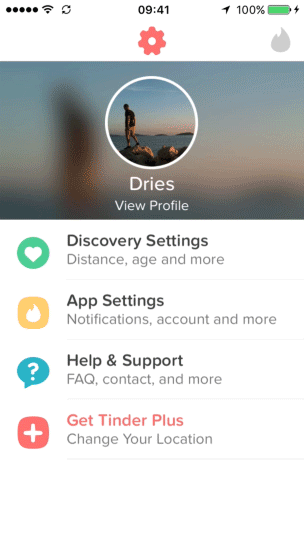 09:41
100%
Dries
View Profile
Discovery Settings
Distance, age and more
App Settings
Notifications, account and more
Help & Support
FAQ, contact, and more
Get Tinder Plus
Change Your Location